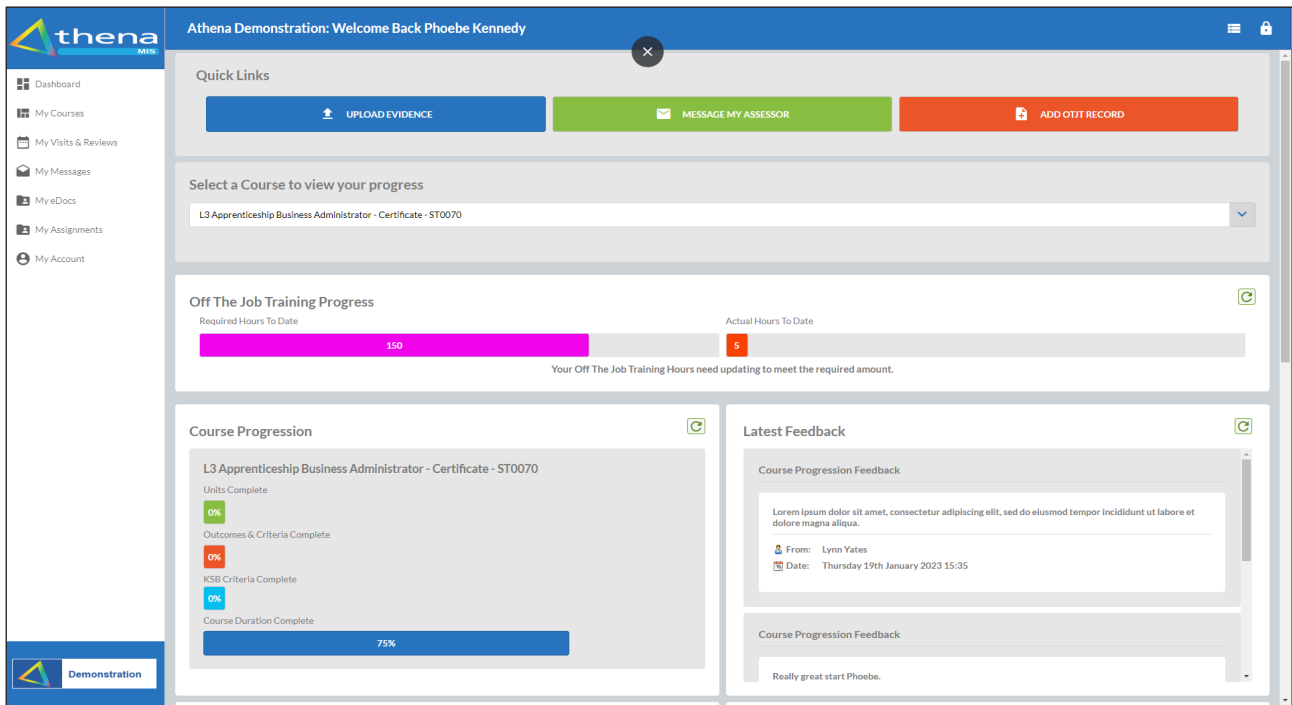 Athena
MIS
Athena Demonstration: Welcome Back Phoebe Kennedy
Dashboard
My Courses
My Visits & Reviews
My Messages
My eDocs
My Assignments
My Account
Demonstration
Quick Links
UPLOAD EVIDENCE
MESSAGE MY ASSESSOR
ADD OTJT RECORD
Select a Course to view your progress
L3 Apprenticeship Business Administrator - Certificate - ST0070
Off The Job Training Progress
Required Hours To Date
150
Actual Hours To Date
5
Your Off The Job Training Hours need updating to meet the required amount.
Course Progression
L3 Apprenticeship Business Administrator - Certificate - ST0070
Units Complete
0%
Outcomes & Criteria Complete
0%
KSB Criteria Complete
0%
Course Duration Complete
75%
Latest Feedback
Course Progression Feedback
Lorem ipsum dolor sit amet, consectetur adipiscing elit, sed do eiusmod tempor incididunt ut labore et
dolore magna aliqua.
From: Lynn Yates
Date: Thursday 19th January 2023 15:35
Course Progression Feedback
Really great start Phoebe.